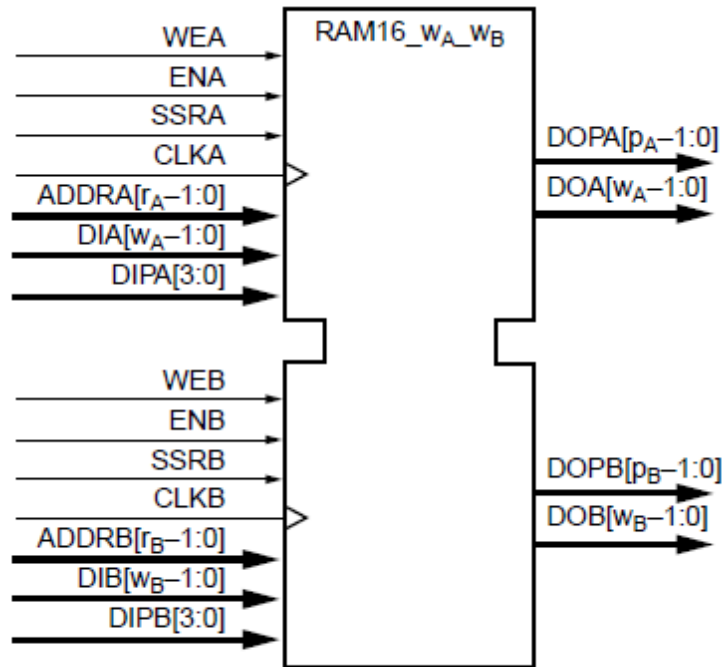 RAM16_wA_wB
WEA
ENA
SSRA
CLKA
ADDRA[rA–1:0]
DIA[wA–1:0]
DIPA[3:0]
DOPA[pA–1:0]
DOA[wA–1:0]
WEB
ENB
SSRB
CLKB
ADDRB[rB–1:0]
DIB[wB–1:0]
DIPB[3:0]
DOPB[pB–1:0]
DOB[wB–1:0]